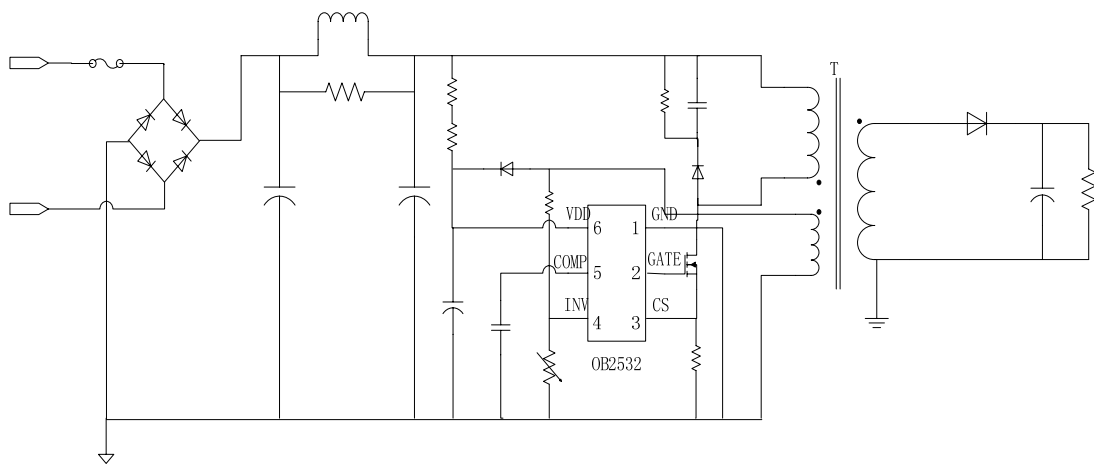 T
VDD GND
6 1
COMP GATE
5 2
INV CS
4 3
OB2532